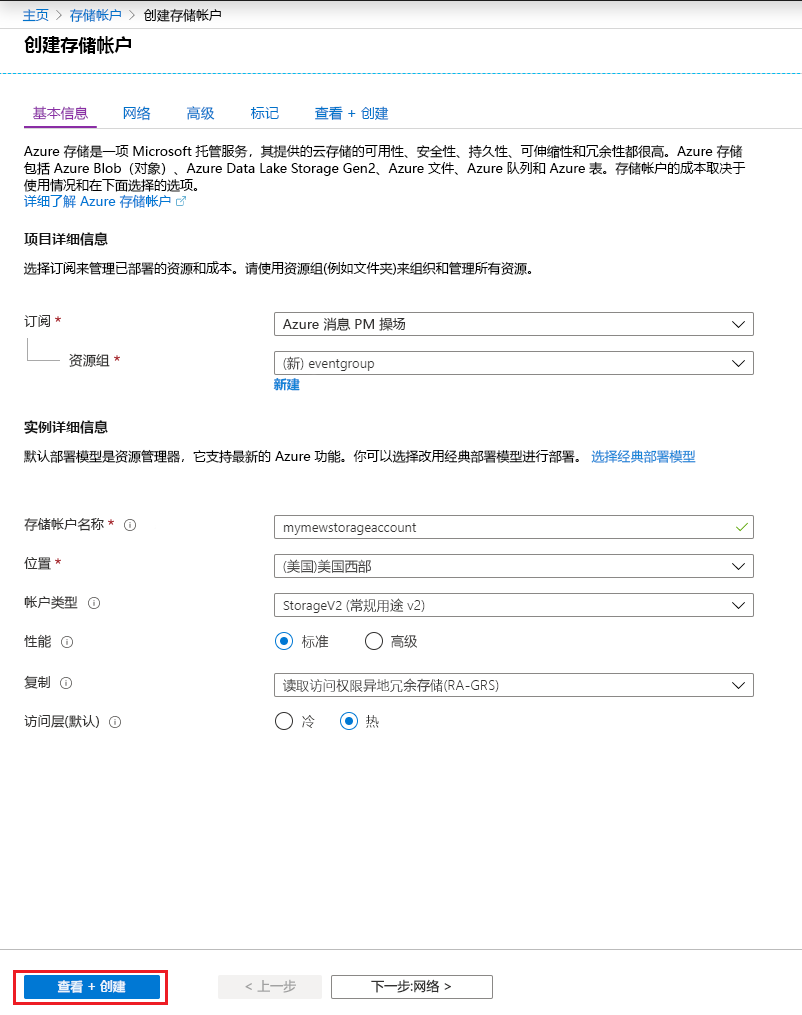 主页 > 存储帐户 > 创建存储帐户
创建存储帐户
基本信息 网络 高级 标记 查看 + 创建
Azure 存储是一项 Microsoft 托管服务，其提供的云存储的可用性、安全性、持久性、可伸缩性和冗余性都很高。Azure 存储
包括 Azure Blob（对象）、Azure Data Lake Storage Gen2、Azure 文件、Azure 队列和 Azure 表。存储帐户的成本取决于
使用情况和在下面选择的选项。
详细了解 Azure 存储帐户
项目详细信息
选择订阅来管理已部署的资源和成本。请使用资源组(例如文件夹)来组织和管理所有资源。
订阅 * Azure 消息 PM 操场
资源组 * (新) eventgroup
新建
实例详细信息
默认部署模型是资源管理器，它支持最新的 Azure 功能。你可以选择改用经典部署模型进行部署。 选择经典部署模型
存储帐户名称 * mymewstorageaccount
位置 * (美国)美国西部
帐户类型 StorageV2 (常规用途 v2)
性能 标准 高级
复制 读取访问权限异地冗余存储(RA-GRS)
访问层(默认) 冷 热
查看 + 创建 < 上一步 下一步:网络 >